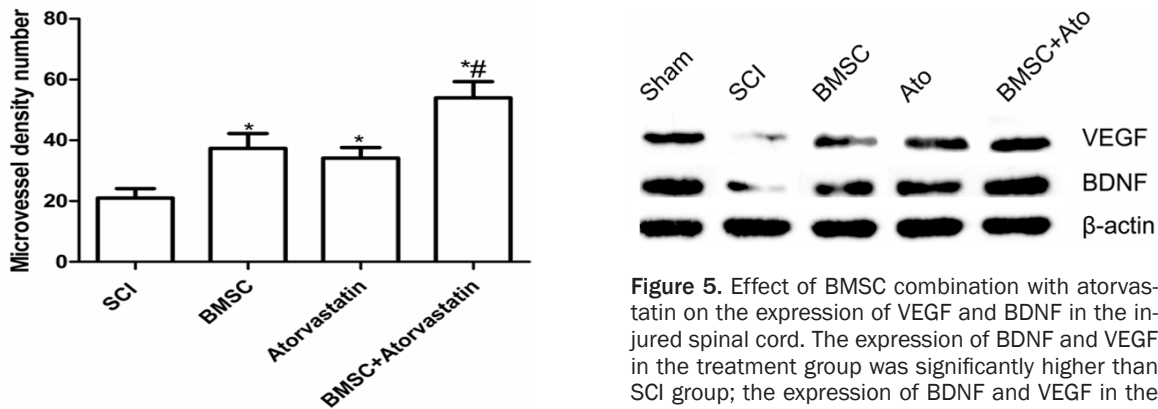 Microvessel density number
80
60
40
20
0
*
*
*#
SCI
BMSC
Atorvastatin
BMSC+Atorvastatin
Sham
SCI
BMSC
Ato
BMSC+Ato
VEGF
BDNF
β-actin
Figure 5. Effect of BMSC combination with atorvas-
tatin on the expression of VEGF and BDNF in the in-
jured spinal cord. The expression of BDNF and VEGF
in the treatment group was significantly higher than
SCI group; the expression of BDNF and VEGF in the